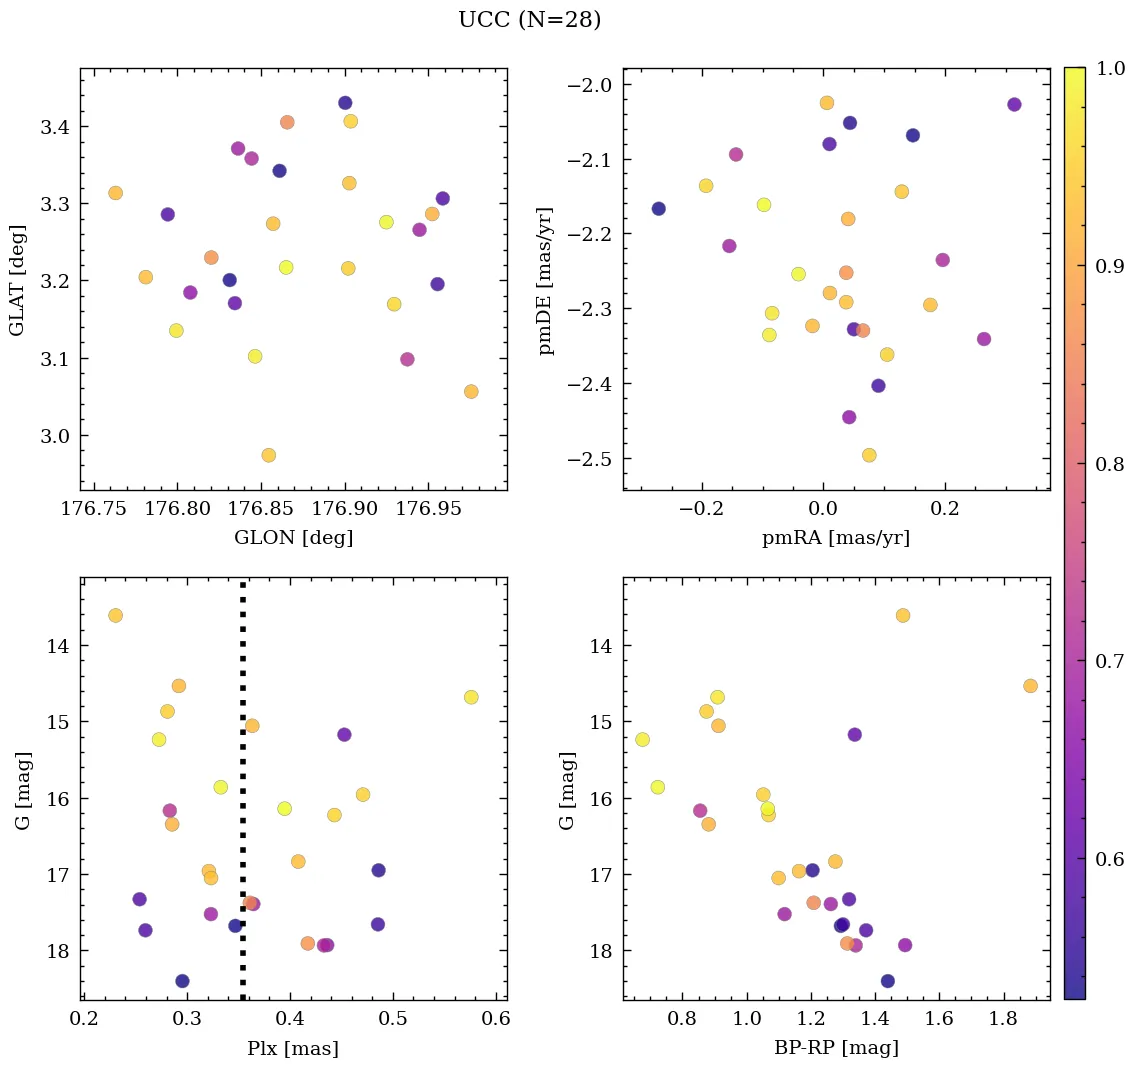 UCC (N=28)
3.4
3.3
3.2
3.1
3.0
GLAT [deg]
176.75 176.80 176.85 176.90 176.95
GLON [deg]
−2.0
−2.1
−2.2
−2.3
−2.4
−2.5
pmDE [mas/yr]
−0.2 0.0 0.2
pmRA [mas/yr]
1.0
0.9
0.8
0.7
0.6
14
15
16
17
18
G [mag]
0.2 0.3 0.4 0.5 0.6
Plx [mas]
14
15
16
17
18
G [mag]
0.8 1.0 1.2 1.4 1.6 1.8
BP-RP [mag]